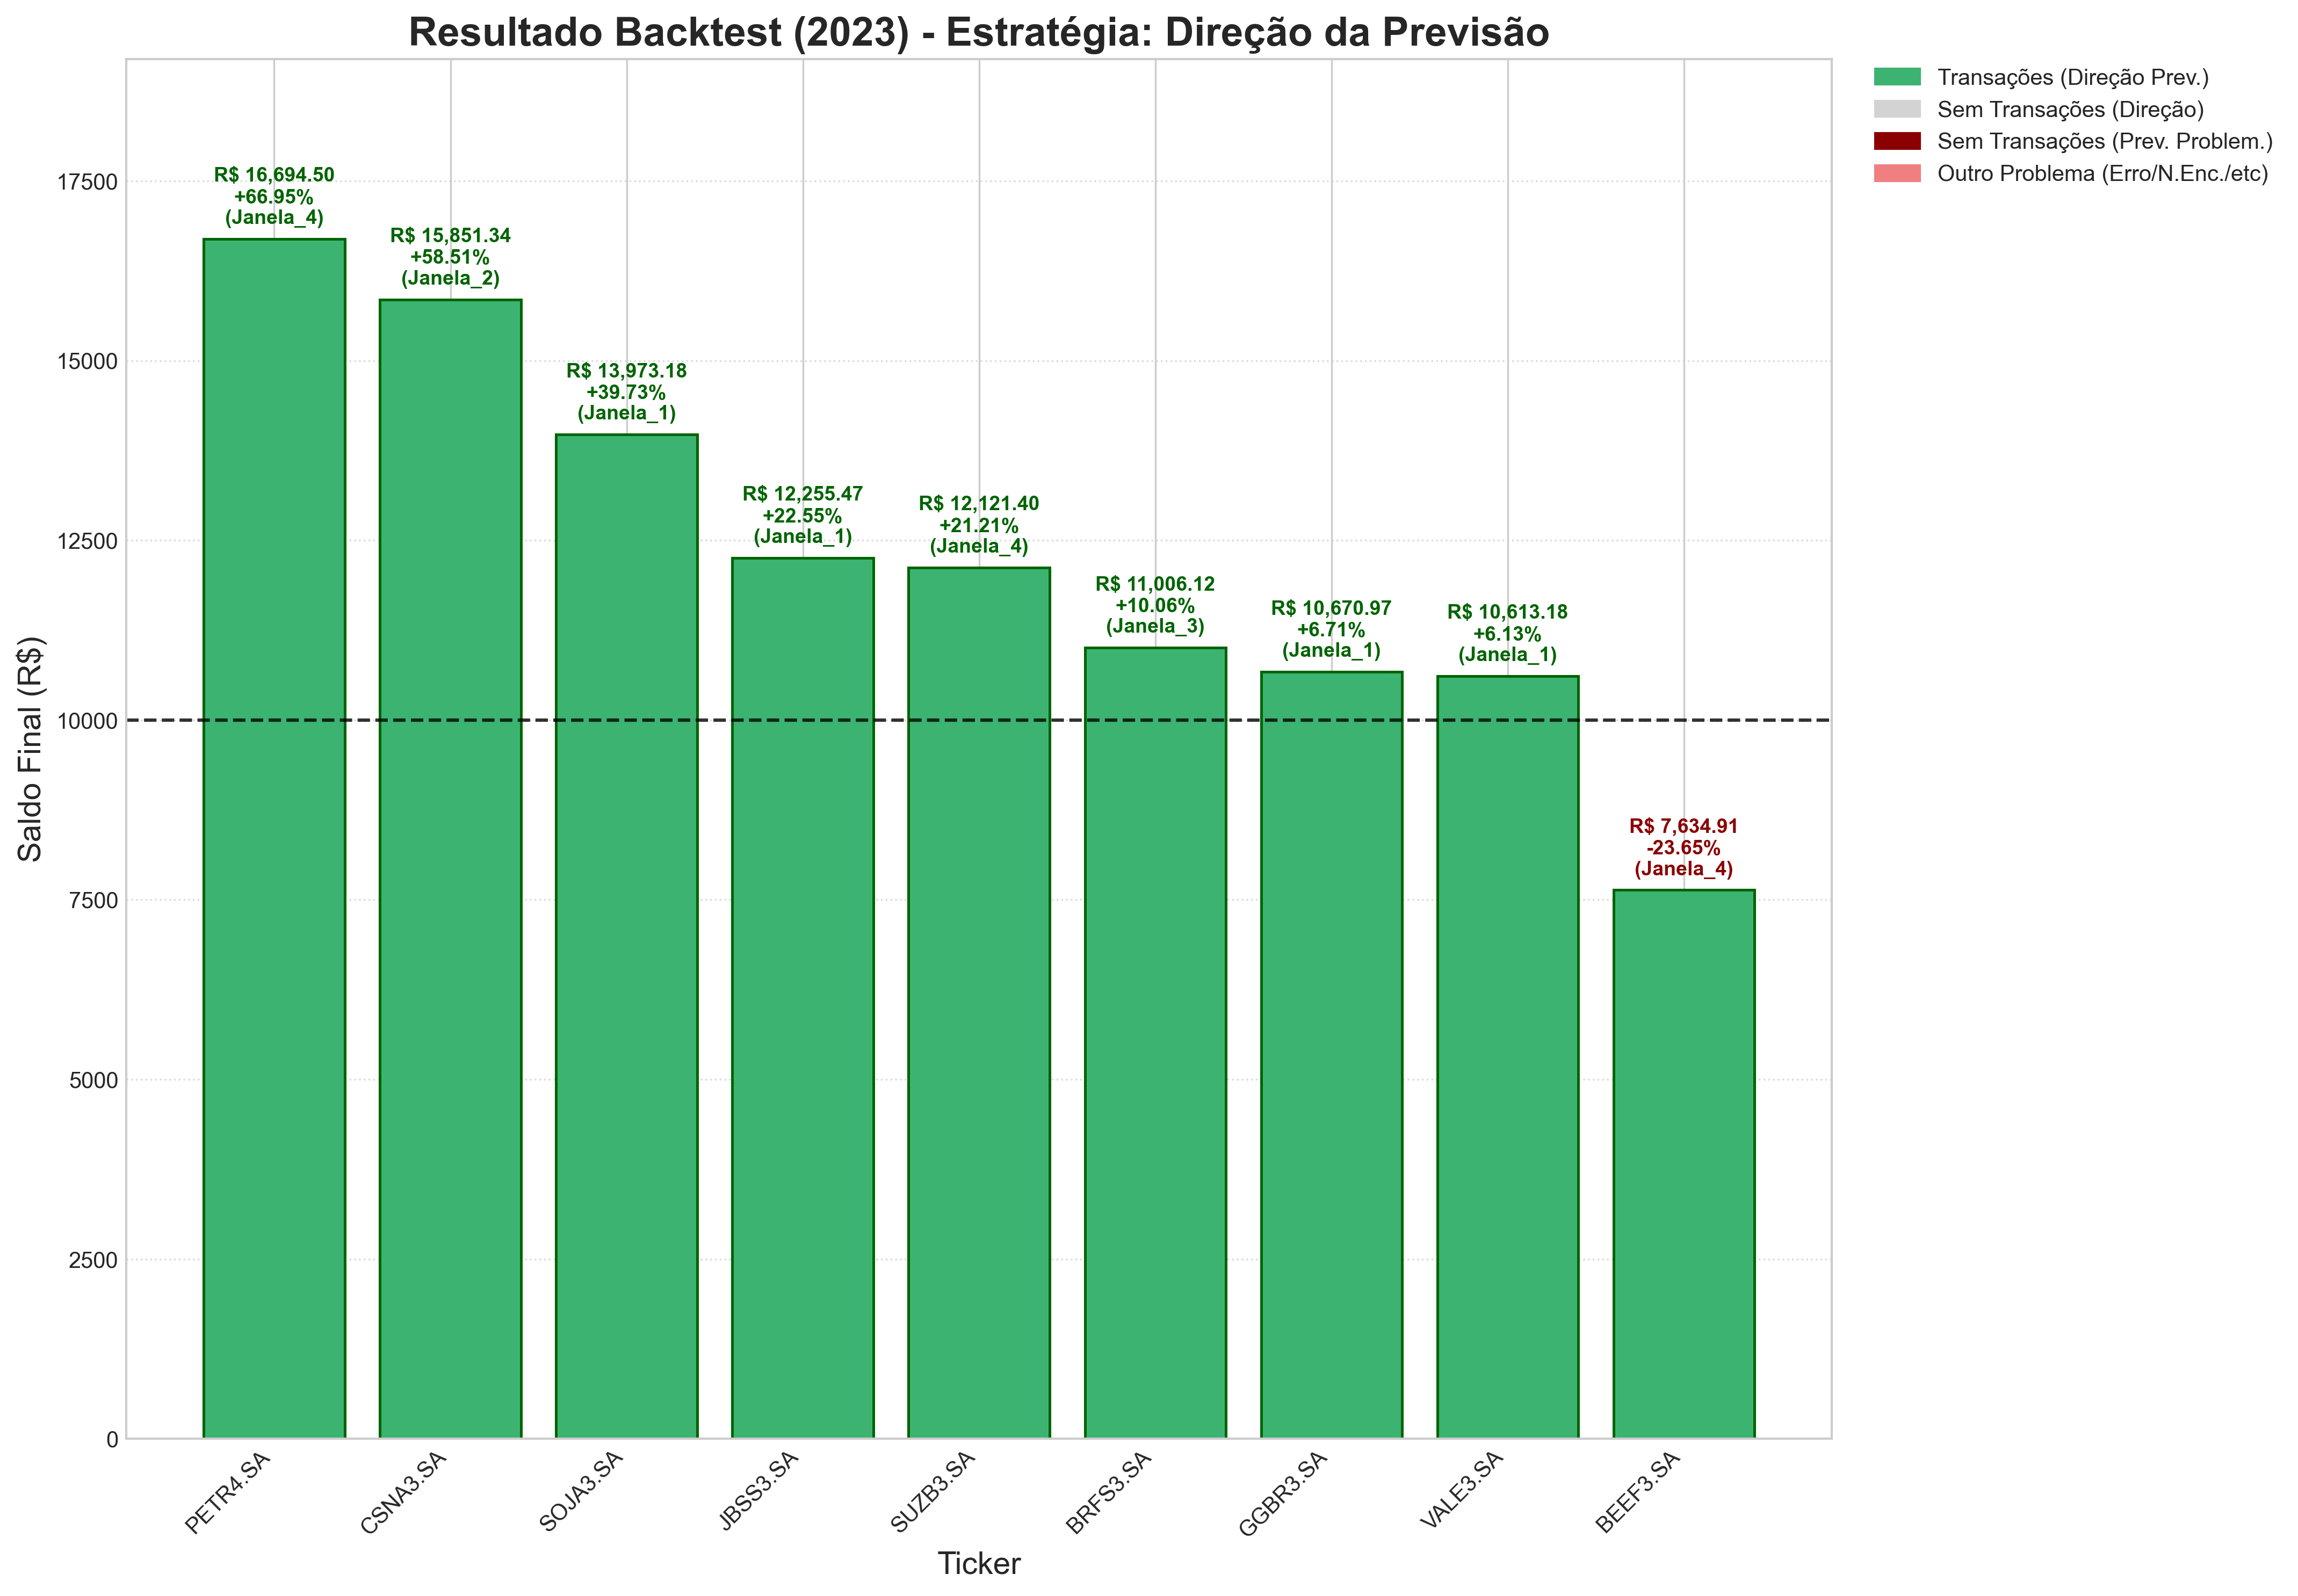 Resultado Backtest (2023) - Estratégia: Direção da Previsão
Transações (Direção Prev.)
Sem Transações (Direção)
Sem Transações (Prev. Problem.)
Outro Problema (Erro/N.Enc./etc)
Saldo Final (R$)
17500
15000
12500
10000
7500
5000
2500
0
R$ 16,694.50
+66.95%
(Janela_4)
R$ 15,851.34
+58.51%
(Janela_2)
R$ 13,973.18
+39.73%
(Janela_1)
R$ 12,255.47
+22.55%
(Janela_1)
R$ 12,121.40
+21.21%
(Janela_4)
R$ 11,006.12
+10.06%
(Janela_3)
R$ 10,670.97
+6.71%
(Janela_1)
R$ 10,613.18
+6.13%
(Janela_1)
R$ 7,634.91
-23.65%
(Janela_4)
PETR4.SA
CSNA3.SA
SOJA3.SA
JBSS3.SA
SUZB3.SA
BRFS3.SA
GGBR3.SA
VALE3.SA
BEEF3.SA
Ticker